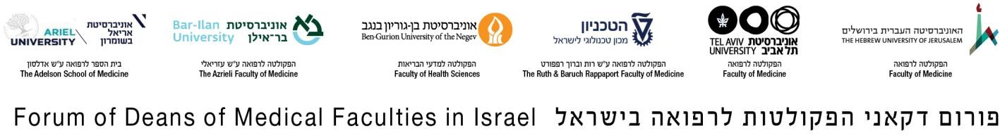 ARIEL
UNIVERSITY
אוניברסיטת
אריאל
בשומרון
בית הספר לרפואה ע"ש אדלסון
The Adelson School of Medicine
Bar-Ilan
University
אוניברסיטת
בר-אילן
הפקולטה לרפואה ע"ש עזריאלי
The Azrieli Faculty of Medicine
אוניברסיטת בן-גוריון בנגב
Ben-Gurion University of the Negev
הפקולטה למדעי הבריאות
Faculty of Health Sciences
הטכניון
מכון טכנולוגי לישראל
הפקולטה לרפואה ע"ש רות וברוך רפפורט
The Ruth & Baruch Rappaport Faculty of Medicine
TEL AVIV אוניברסיטת
UNIVERSITY תל אביב
הפקולטה לרפואה
Faculty of Medicine
האוניברסיטה העברית בירושלים
THE HEBREW UNIVERSITY OF JERUSALEM
הפקולטה לרפואה
Faculty of Medicine
Forum of Deans of Medical Faculties in Israel פורום דקאני הפקולטות לרפואה בישראל